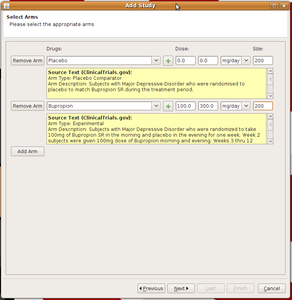 Add Study
Select Arms
Please select the appropriate arms
Drugs: Dose: Size:
Remove Arm Placebo 0.0 0.0 mg/day 200
Source Text (ClinicalTrials.gov):
Arm Type: Placebo Comparator
Arm Description: Subjects with Major Depressive Disorder who were randomised to
placebo to match Bupropion SR during the treatment period.
Remove Arm Bupropion 100.0 300.0 mg/day 200
Source Text (ClinicalTrials.gov):
Arm Type: Experimental
Arm Description: Subjects with Major Depressive Disorder who were randomized to take
100mg of Bupropion SR in the morning and placebo in the evening for one week. Week 2
subjects were given 100mg dose of Bupropion morning and evening. Weeks 3 thru 12
Add Arm
Previous Next Last Finish Cancel